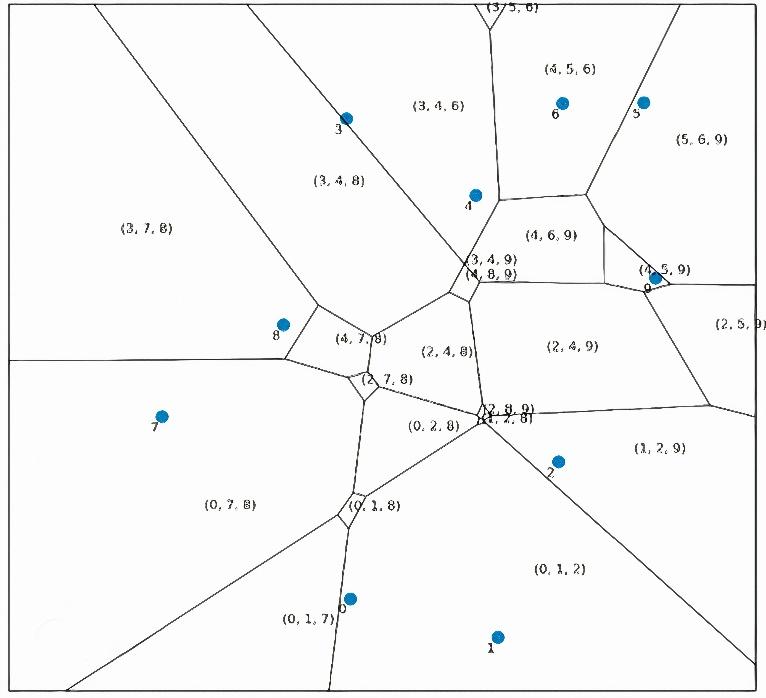 (3, 5, 6)
(4, 5, 6)
(3, 4, 6)
6
5
3
(5, 6, 9)
(3, 4, 8)
4
(3, 7, 8)
(4, 6, 9)
(3, 4, 9)
(4, 8, 9)
(4, 5, 9)
9
(2, 5, 9)
8
(4, 7, 8)
(2, 4, 8)
(2, 4, 9)
(2, 7, 8)
(2, 8, 9)
(1, 2, 8)
7
(0, 2, 8)
(1, 2, 9)
2
(0, 7, 8)
(0, 1, 8)
(0, 1, 2)
0
(0, 1, 7)
1